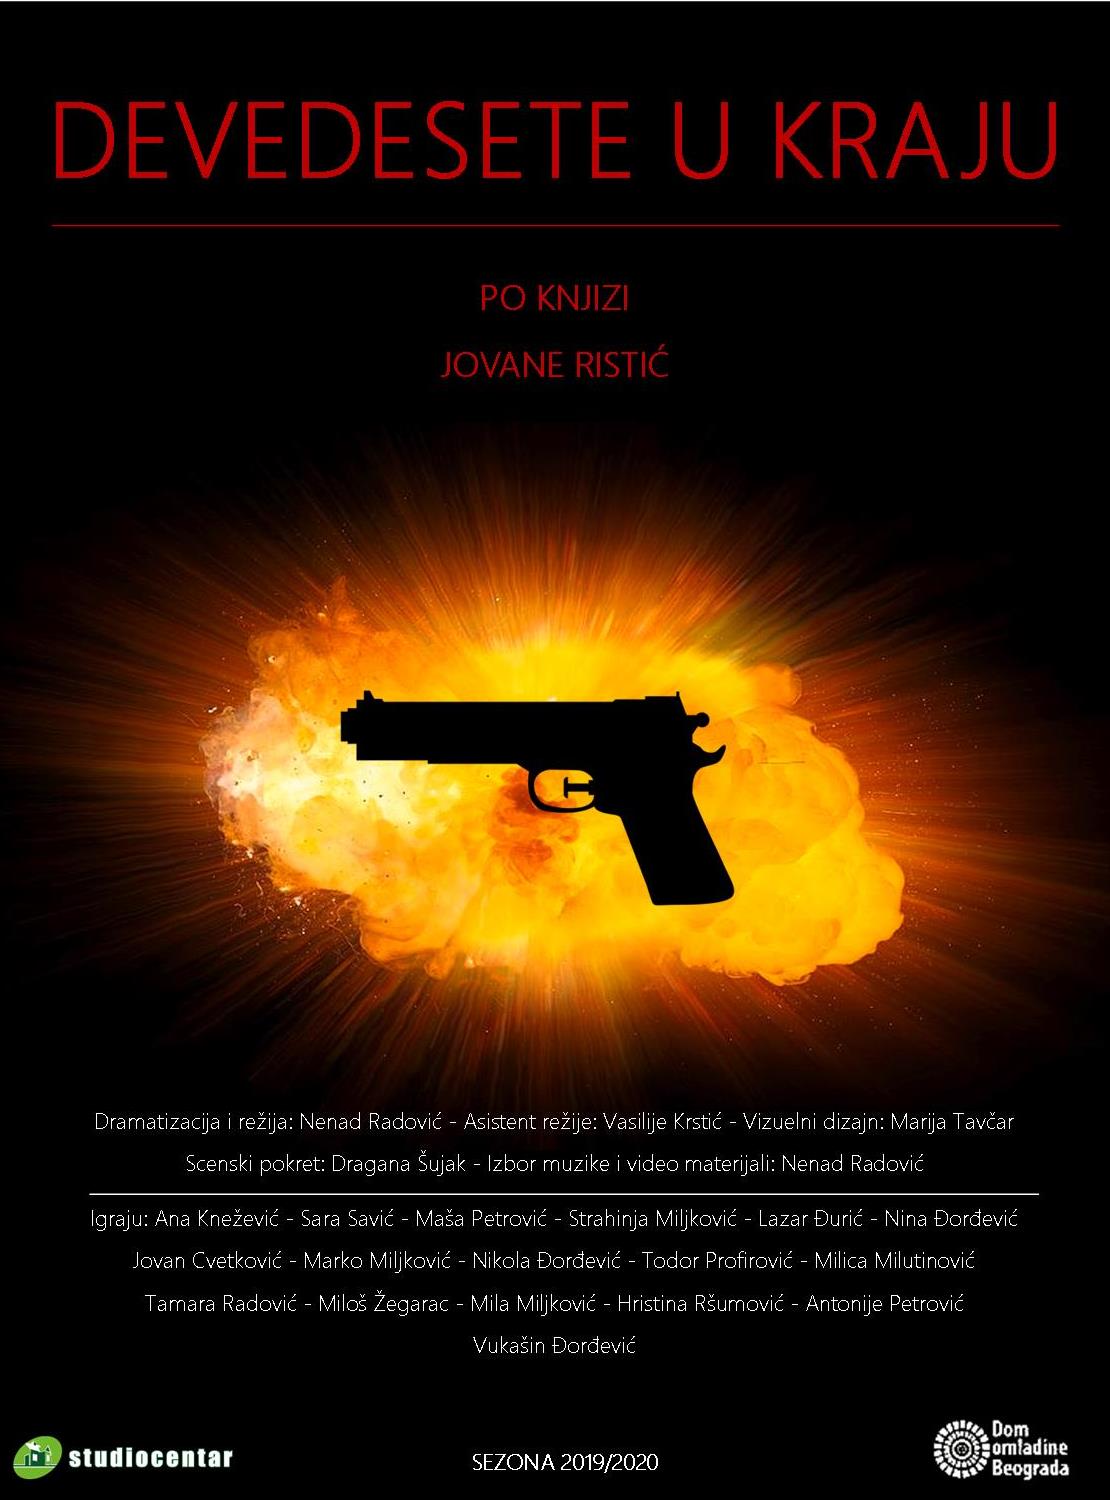 DEVEDESETE U KRAJU
PO KNJIZI
JOVANE RISTIĆ
Dramatizacija i režija: Nenad Radović - Asistent režije: Vasilije Krstić - Vizuelni dizajn: Marija Tavčar
Scenski pokret: Dragana Šujak - Izbor muzike i video materijali: Nenad Radović
Igraju: Ana Knežević - Sara Savić - Maša Petrović - Strahinja Miljković - Lazar Đurić - Nina Đorđević
Jovan Cvetković - Marko Miljković - Nikola Đorđević - Todor Profirović - Milica Milutinović
Tamara Radović - Miloš Žegarac - Mila Miljković - Hristina Ršumović - Antonije Petrović
Vukašin Đorđević
studiocentar
SEZONA 2019/2020
Dom
omladine
Beograda